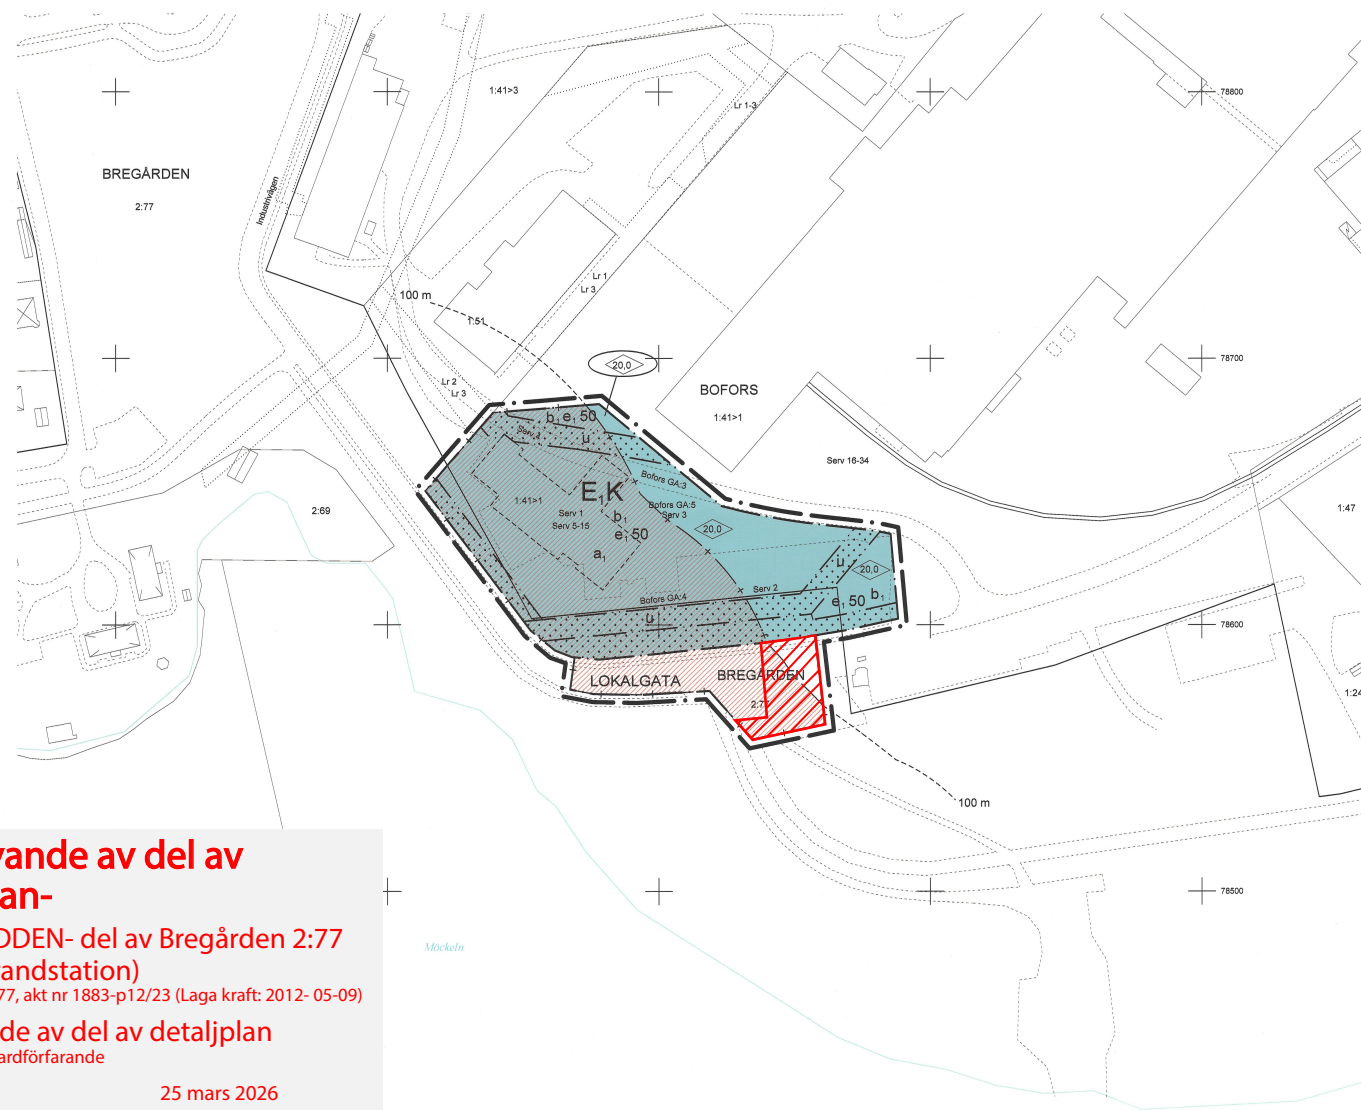 1:41>3
Lr 1-3
78800
BREGÅRDEN
2:77
Industrivägen
Lr 1
Lr 3
100 m
1:51
20,0
78700
Lr 2
Lr 3
BOFORS
1:41>1
b1 e1 50
u
Serv 16-34
Bofors GA:3
E1K
1:41>1
Serv 1
Serv 5-15
b1
e1 50
a1
Bofors GA:5
Serv 3
20,0
2:69
1:47
u
20,0
Serv 2
Bofors GA:4
e1 50 b1
u
78600
LOKALGATA
BREGÅRDEN
2:7
1:24
100 m
vande av del av
an-
DDEN- del av Bregården 2:77
randstation)
77, akt nr 1883-p12/23 (Laga kraft: 2012- 05-09)
de av del av detaljplan
ardförfarande
25 mars 2026
Möckeln
78500